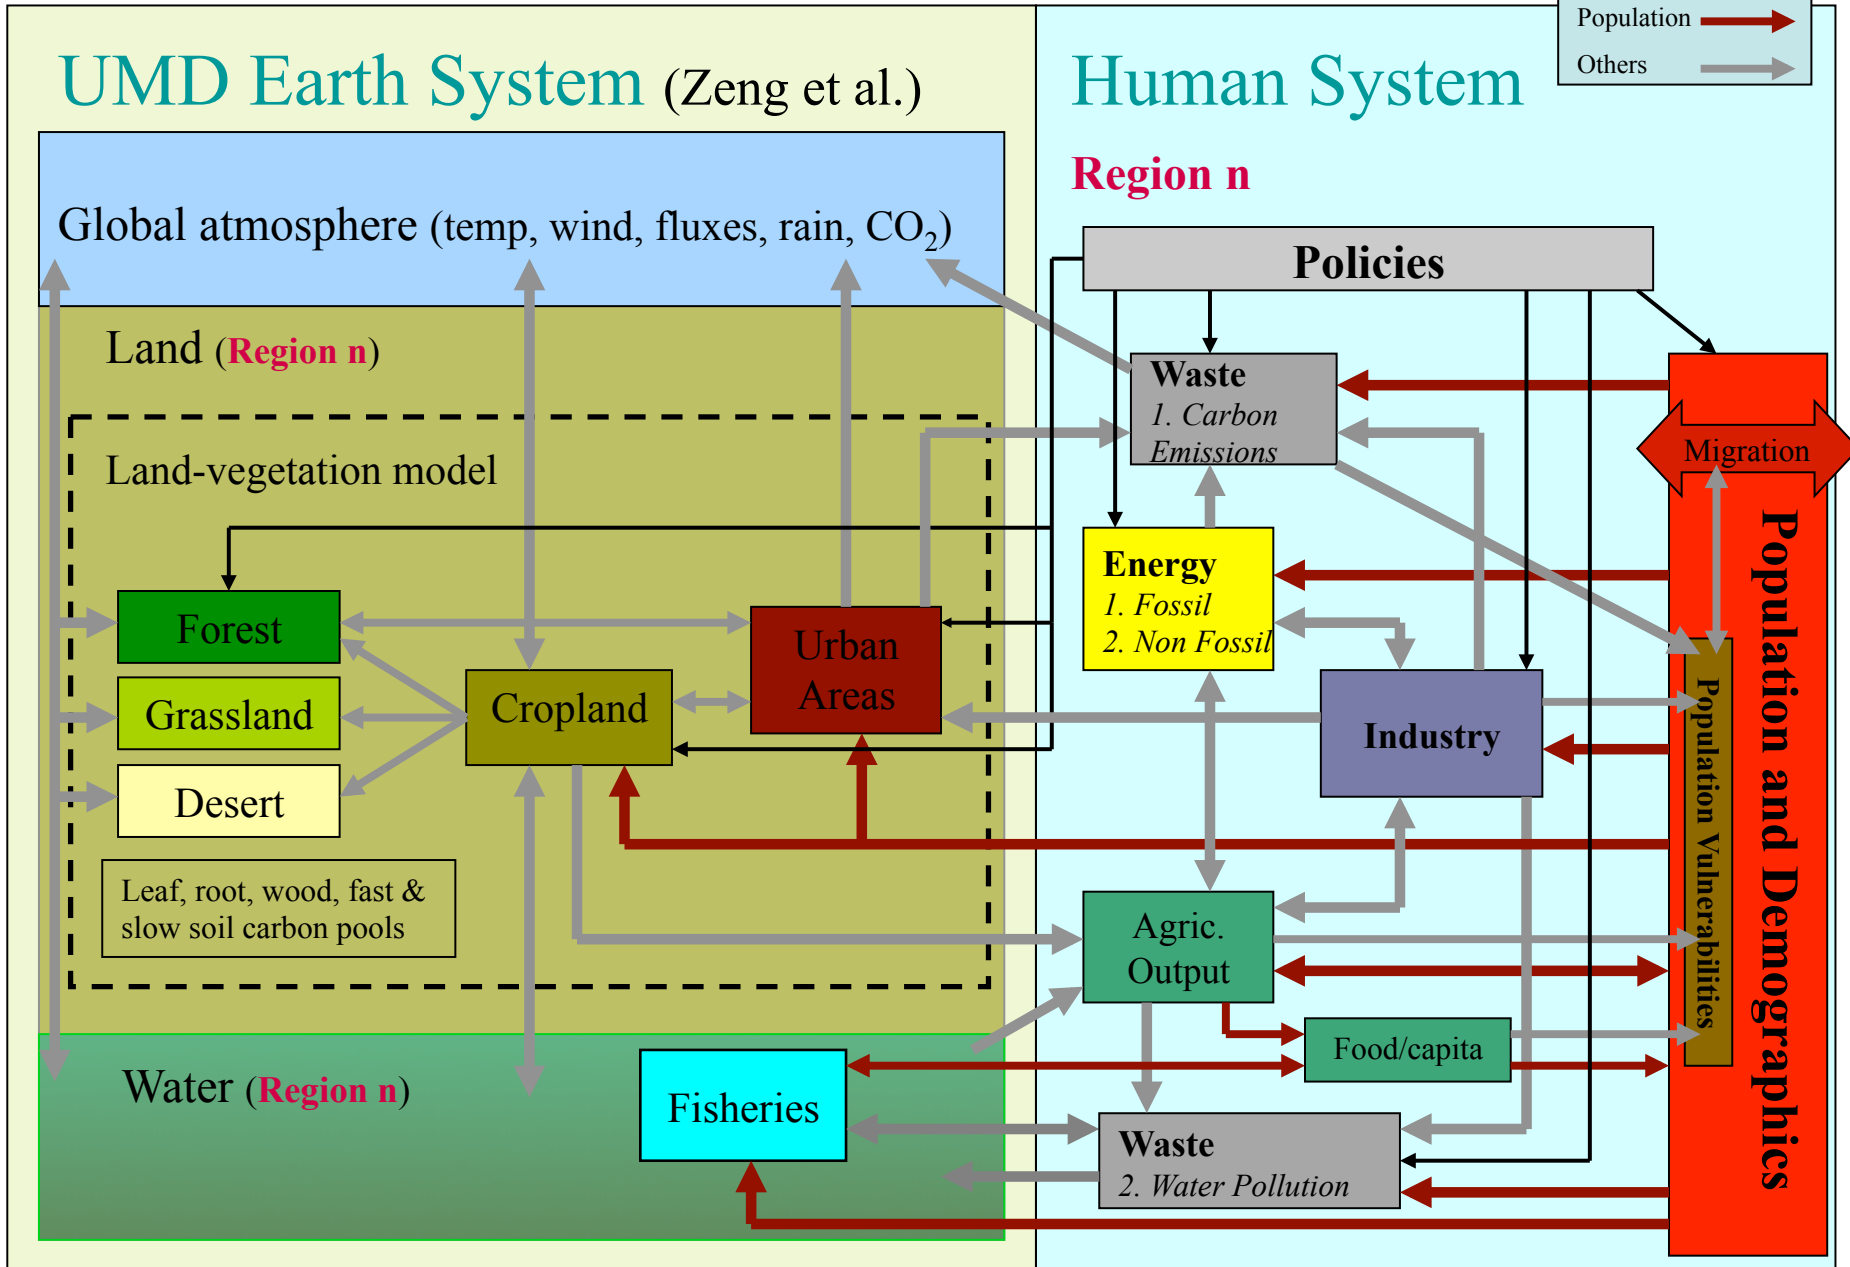 Population
Others
UMD Earth System (Zeng et al.)
Human System
Region n
Global atmosphere (temp, wind, fluxes, rain, CO₂)
Policies
Land (Region n)
Waste
1. Carbon
Emissions
Migration
Land-vegetation model
Energy
1. Fossil
2. Non Fossil
Forest
Urban
Areas
Grassland
Cropland
Industry
Desert
Leaf, root, wood, fast &
slow soil carbon pools
Agric.
Output
Food/capita
Population Vulnerabilities
Population and Demographics
Water (Region n)
Fisheries
Waste
2. Water Pollution